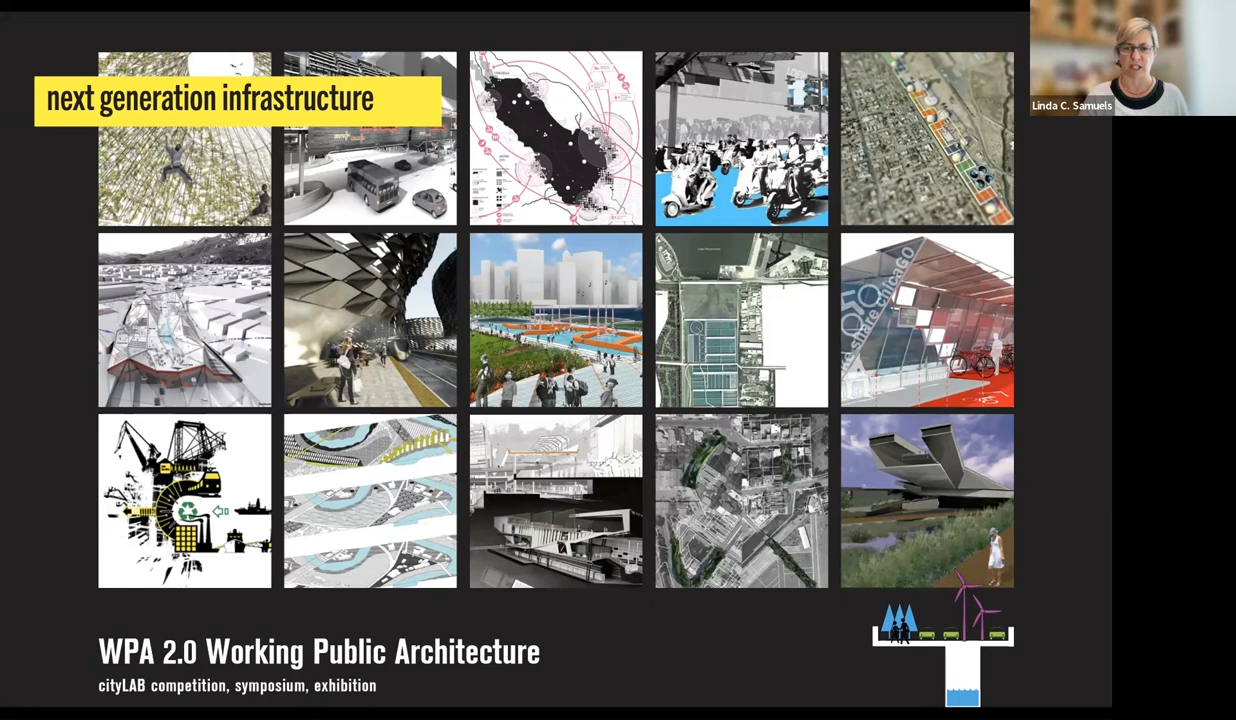 next generation infrastructure
Linda C. Samuels
WPA 2.0 Working Public Architecture
cityLAB competition, symposium, exhibition